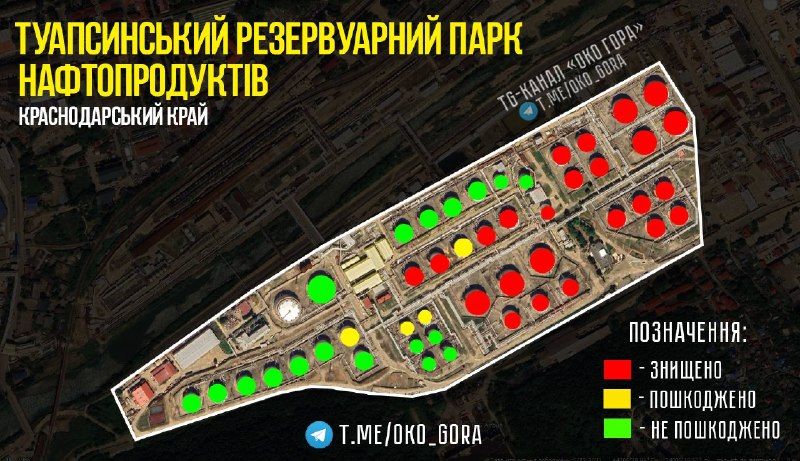 ТУАПСИНСЬКИЙ РЕЗЕРВУАРНИЙ ПАРК
НАФТОПРОДУКТІВ
КРАСНОДАРСЬКИЙ КРАЙ
TG-КАНАЛ «ОКО ГОРА»
T.ME/OKO_GORA
ПОЗНАЧЕННЯ:
- ЗНИЩЕНО
- ПОШКОДЖЕНО
- НЕ ПОШКОДЖЕНО
T.ME/OKO_GORA